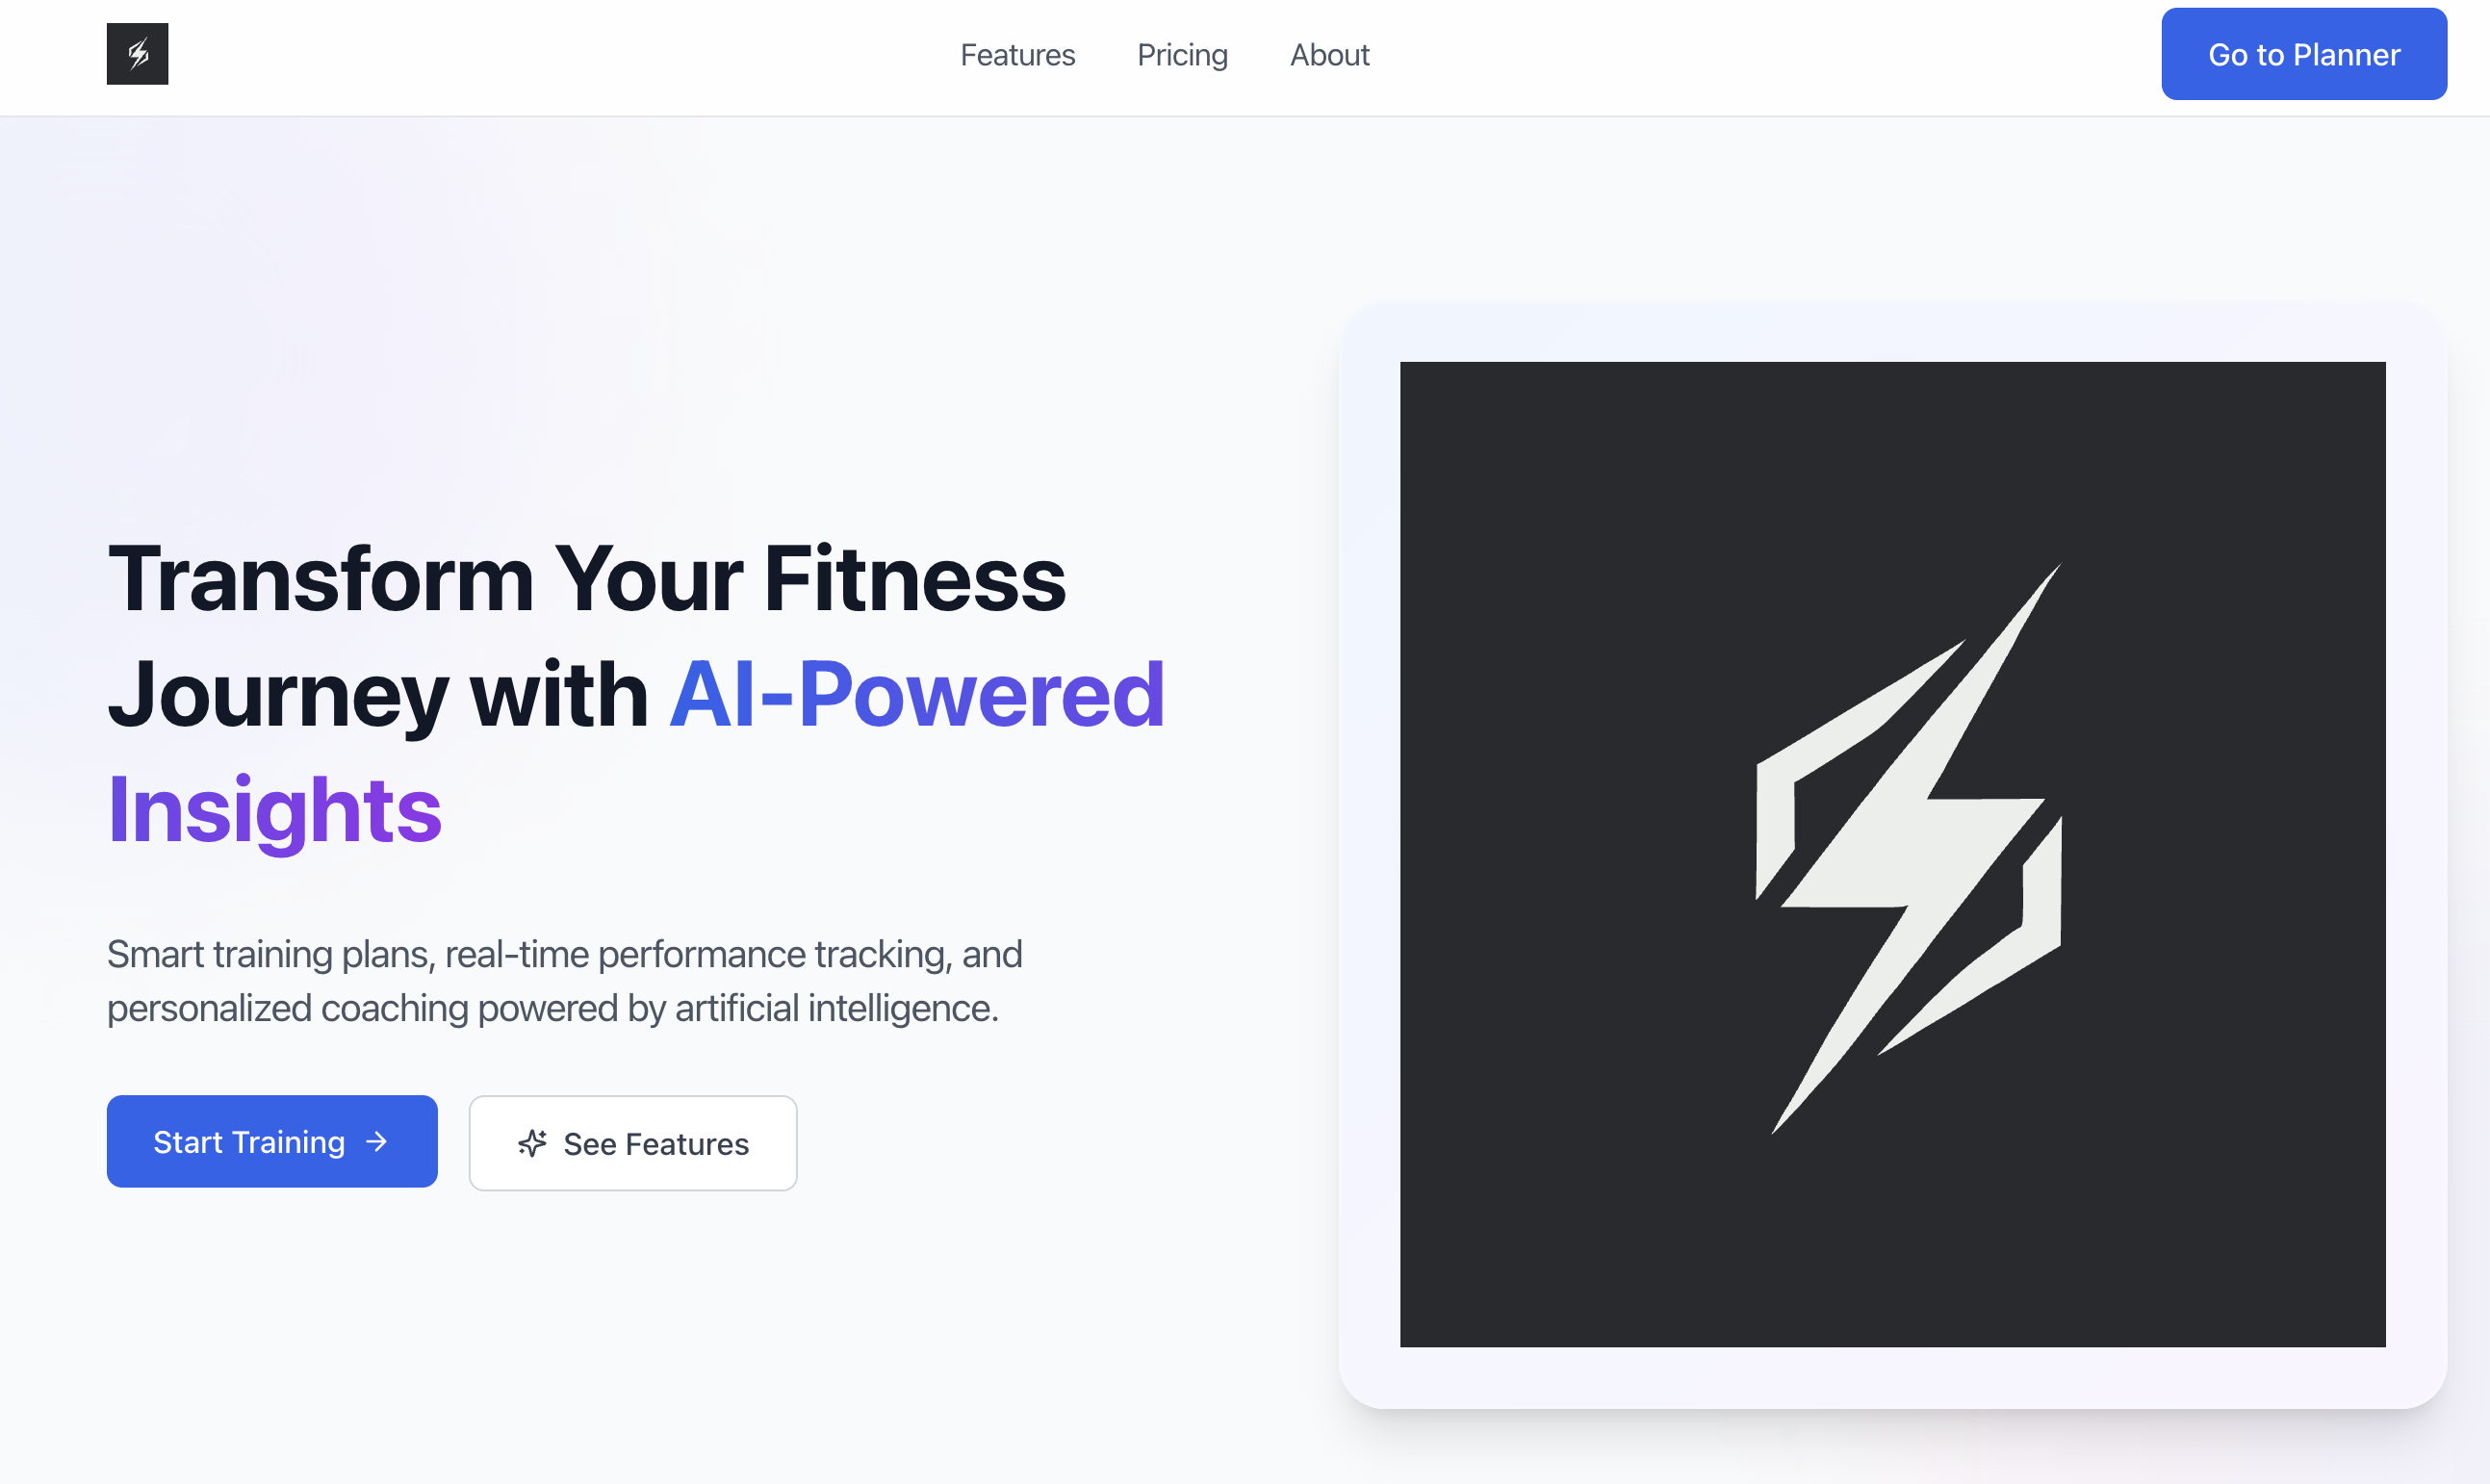 Features
Pricing
About
Go to Planner
Transform Your Fitness
Journey with AI-Powered
Insights
Smart training plans, real-time performance tracking, and
personalized coaching powered by artificial intelligence.
Start Training
See Features